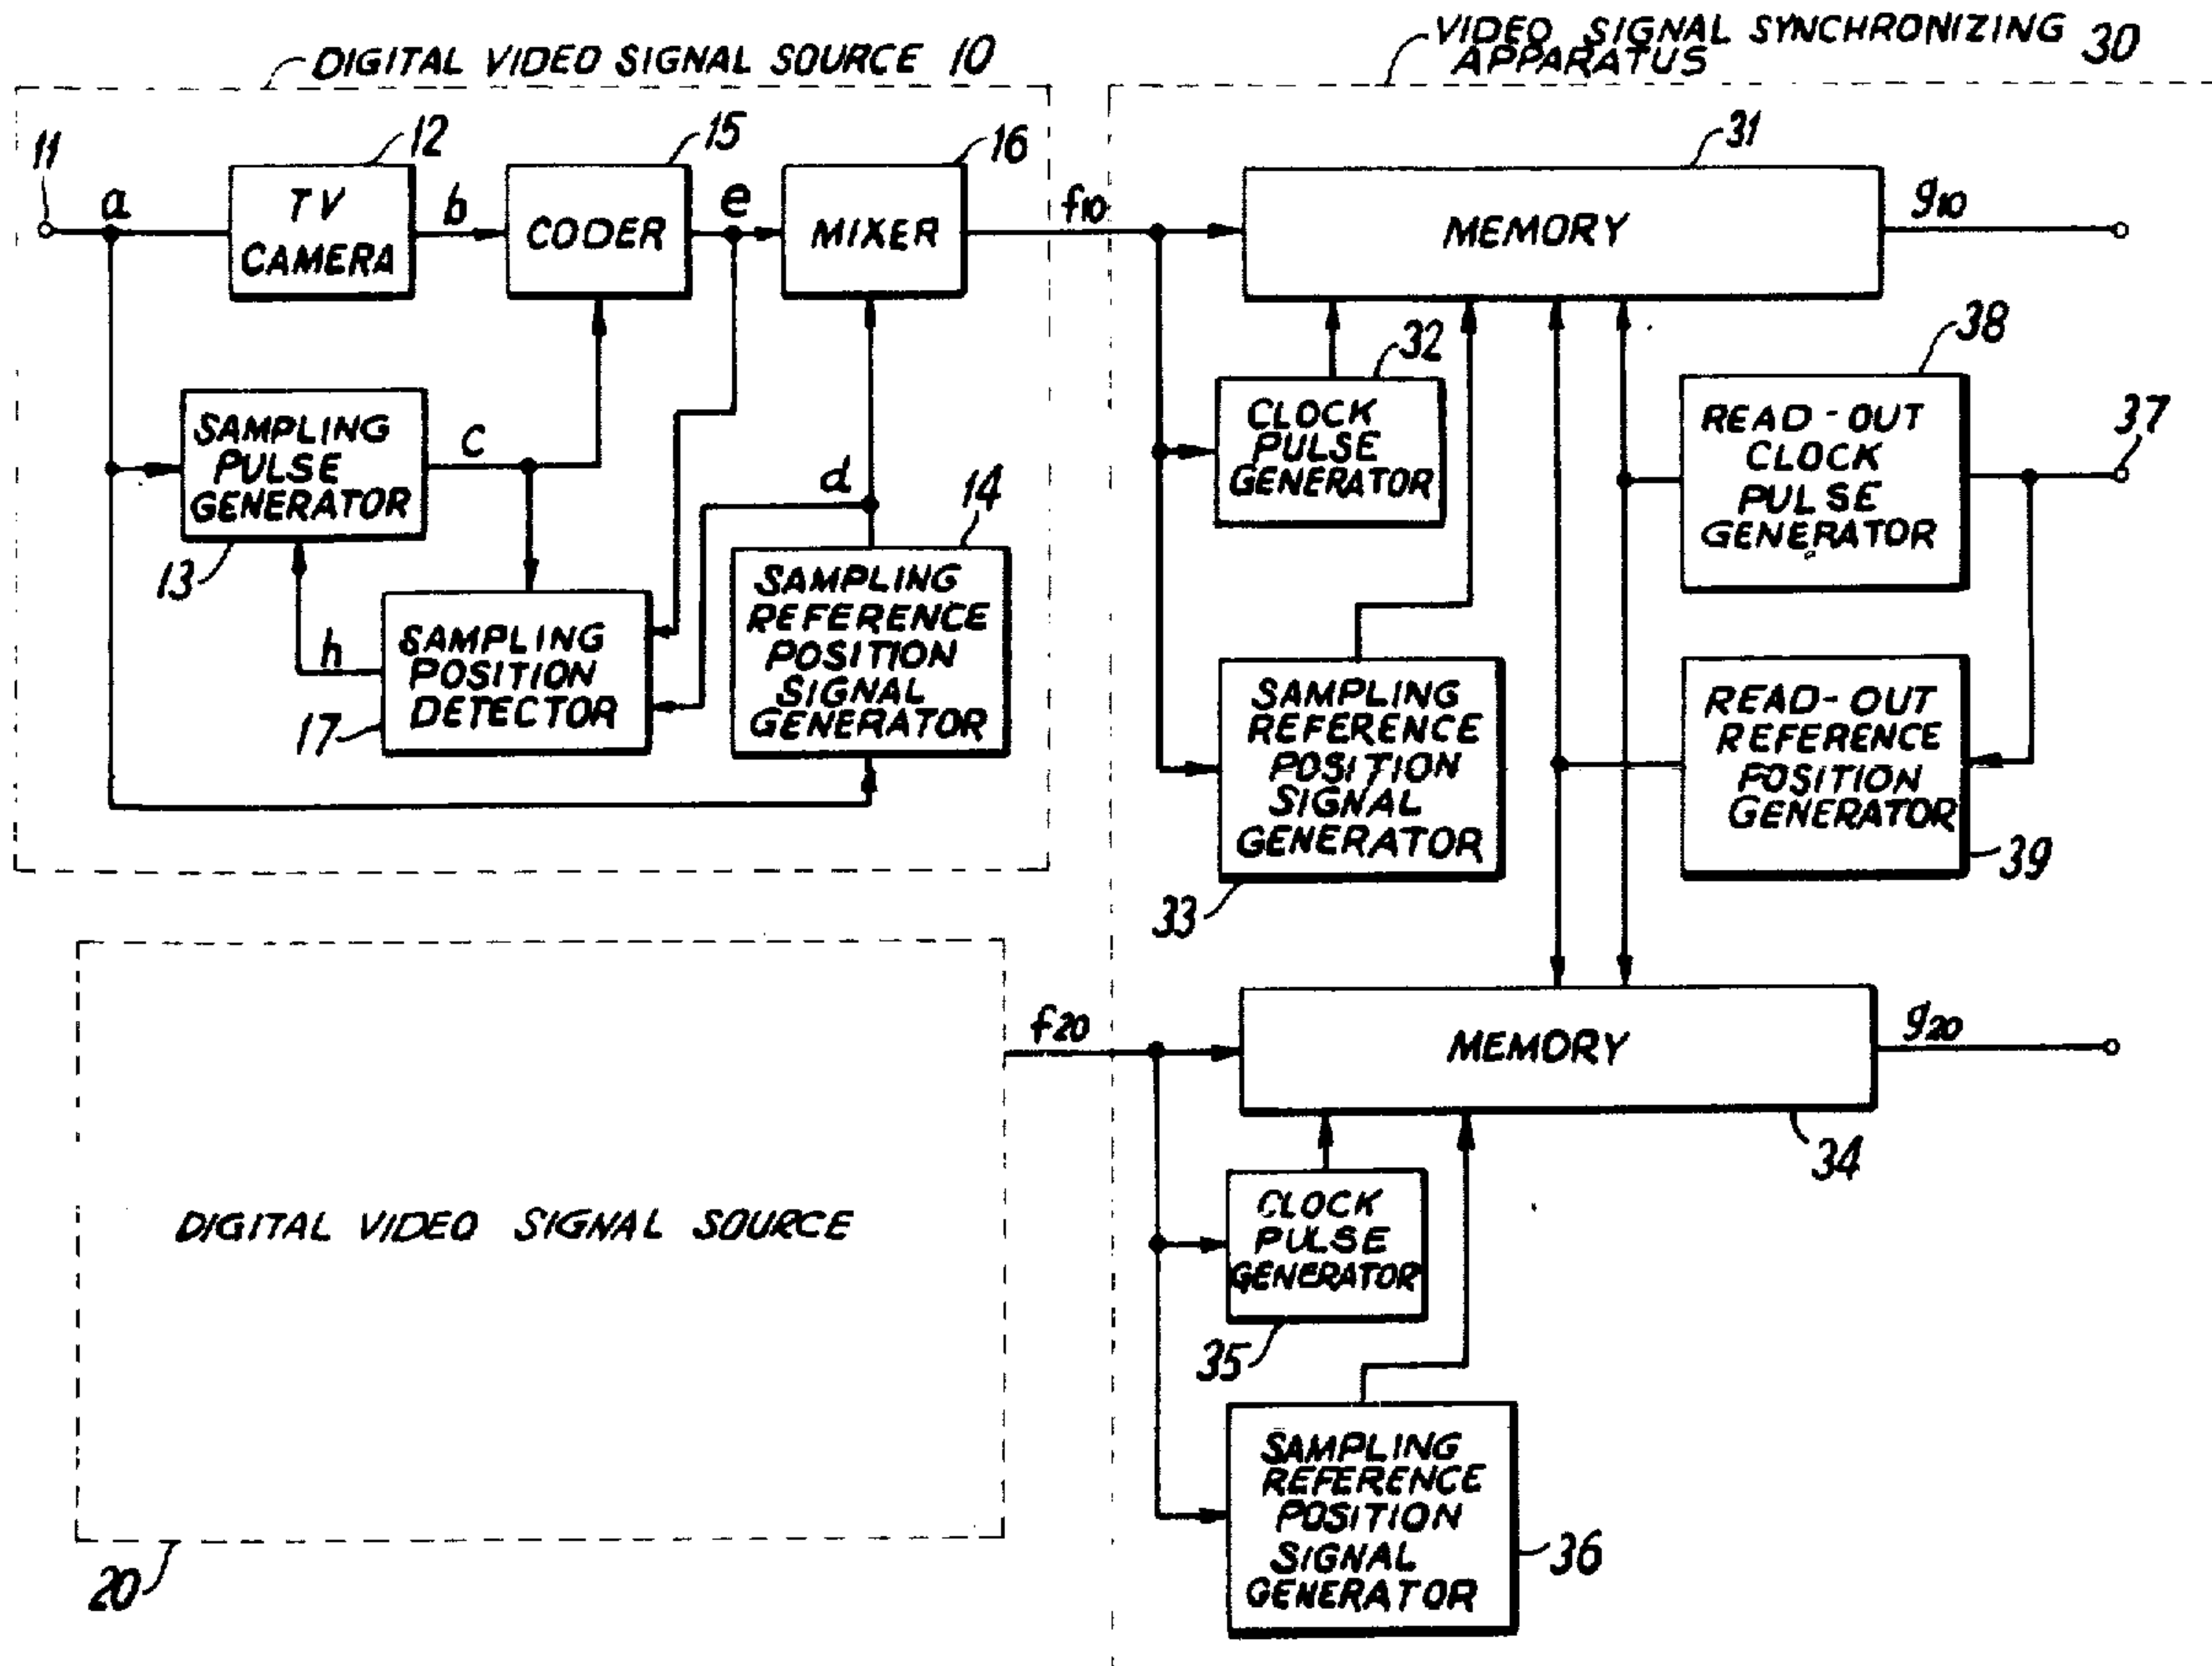 DIGITAL VIDEO SIGNAL SOURCE 10
VIDEO SIGNAL SYNCHRONIZING
APPARATUS 30
11
a
12
TV
CAMERA
b
15
CODER
e
16
MIXER
f10
31
MEMORY
g10
SAMPLING
PULSE
GENERATOR
13
c
d
14
SAMPLING
REFERENCE
POSITION
SIGNAL
GENERATOR
h
SAMPLING
POSITION
DETECTOR
17
32
CLOCK
PULSE
GENERATOR
38
READ-OUT
CLOCK
PULSE
GENERATOR
37
SAMPLING
REFERENCE
POSITION
SIGNAL
GENERATOR
33
READ-OUT
REFERENCE
POSITION
GENERATOR
39
DIGITAL VIDEO SIGNAL SOURCE
20
f20
MEMORY
g20
34
CLOCK
PULSE
GENERATOR
35
SAMPLING
REFERENCE
POSITION
SIGNAL
GENERATOR
36